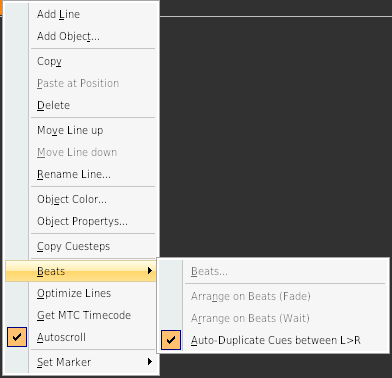 Add Line
Add Object...
Copy
Paste at Position
Delete
Move Line up
Move Line down
Rename Line...
Object Color...
Object Propertys...
Copy Cuesteps
Beats
Optimize Lines
Get MTC Timecode
Autoscroll
Set Marker
Beats...
Arrange on Beats (Fade)
Arrange on Beats (Wait)
Auto-Duplicate Cues between L>R